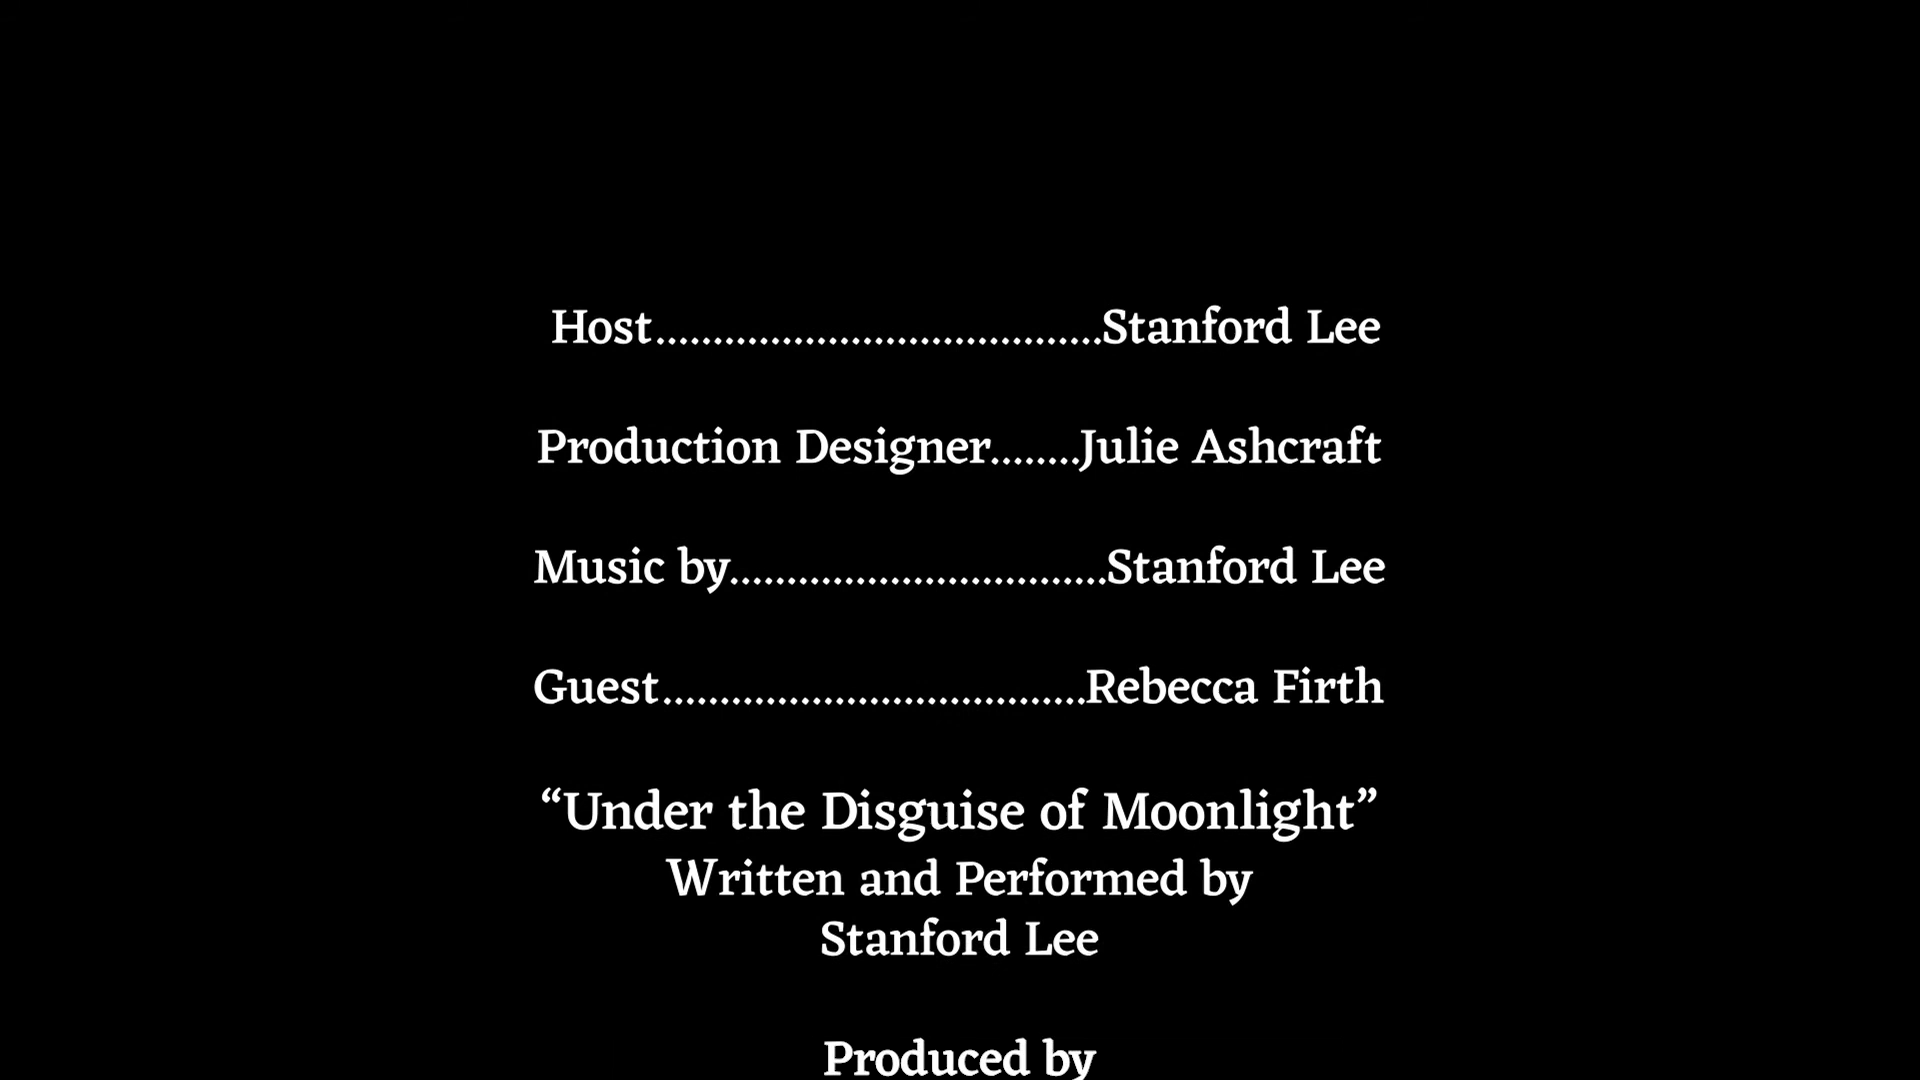 Host.......................................Stanford Lee
Production Designer........Julie Ashcraft
Music by.................................Stanford Lee
Guest.....................................Rebecca Firth
“Under the Disguise of Moonlight”
Written and Performed by
Stanford Lee
Produced by